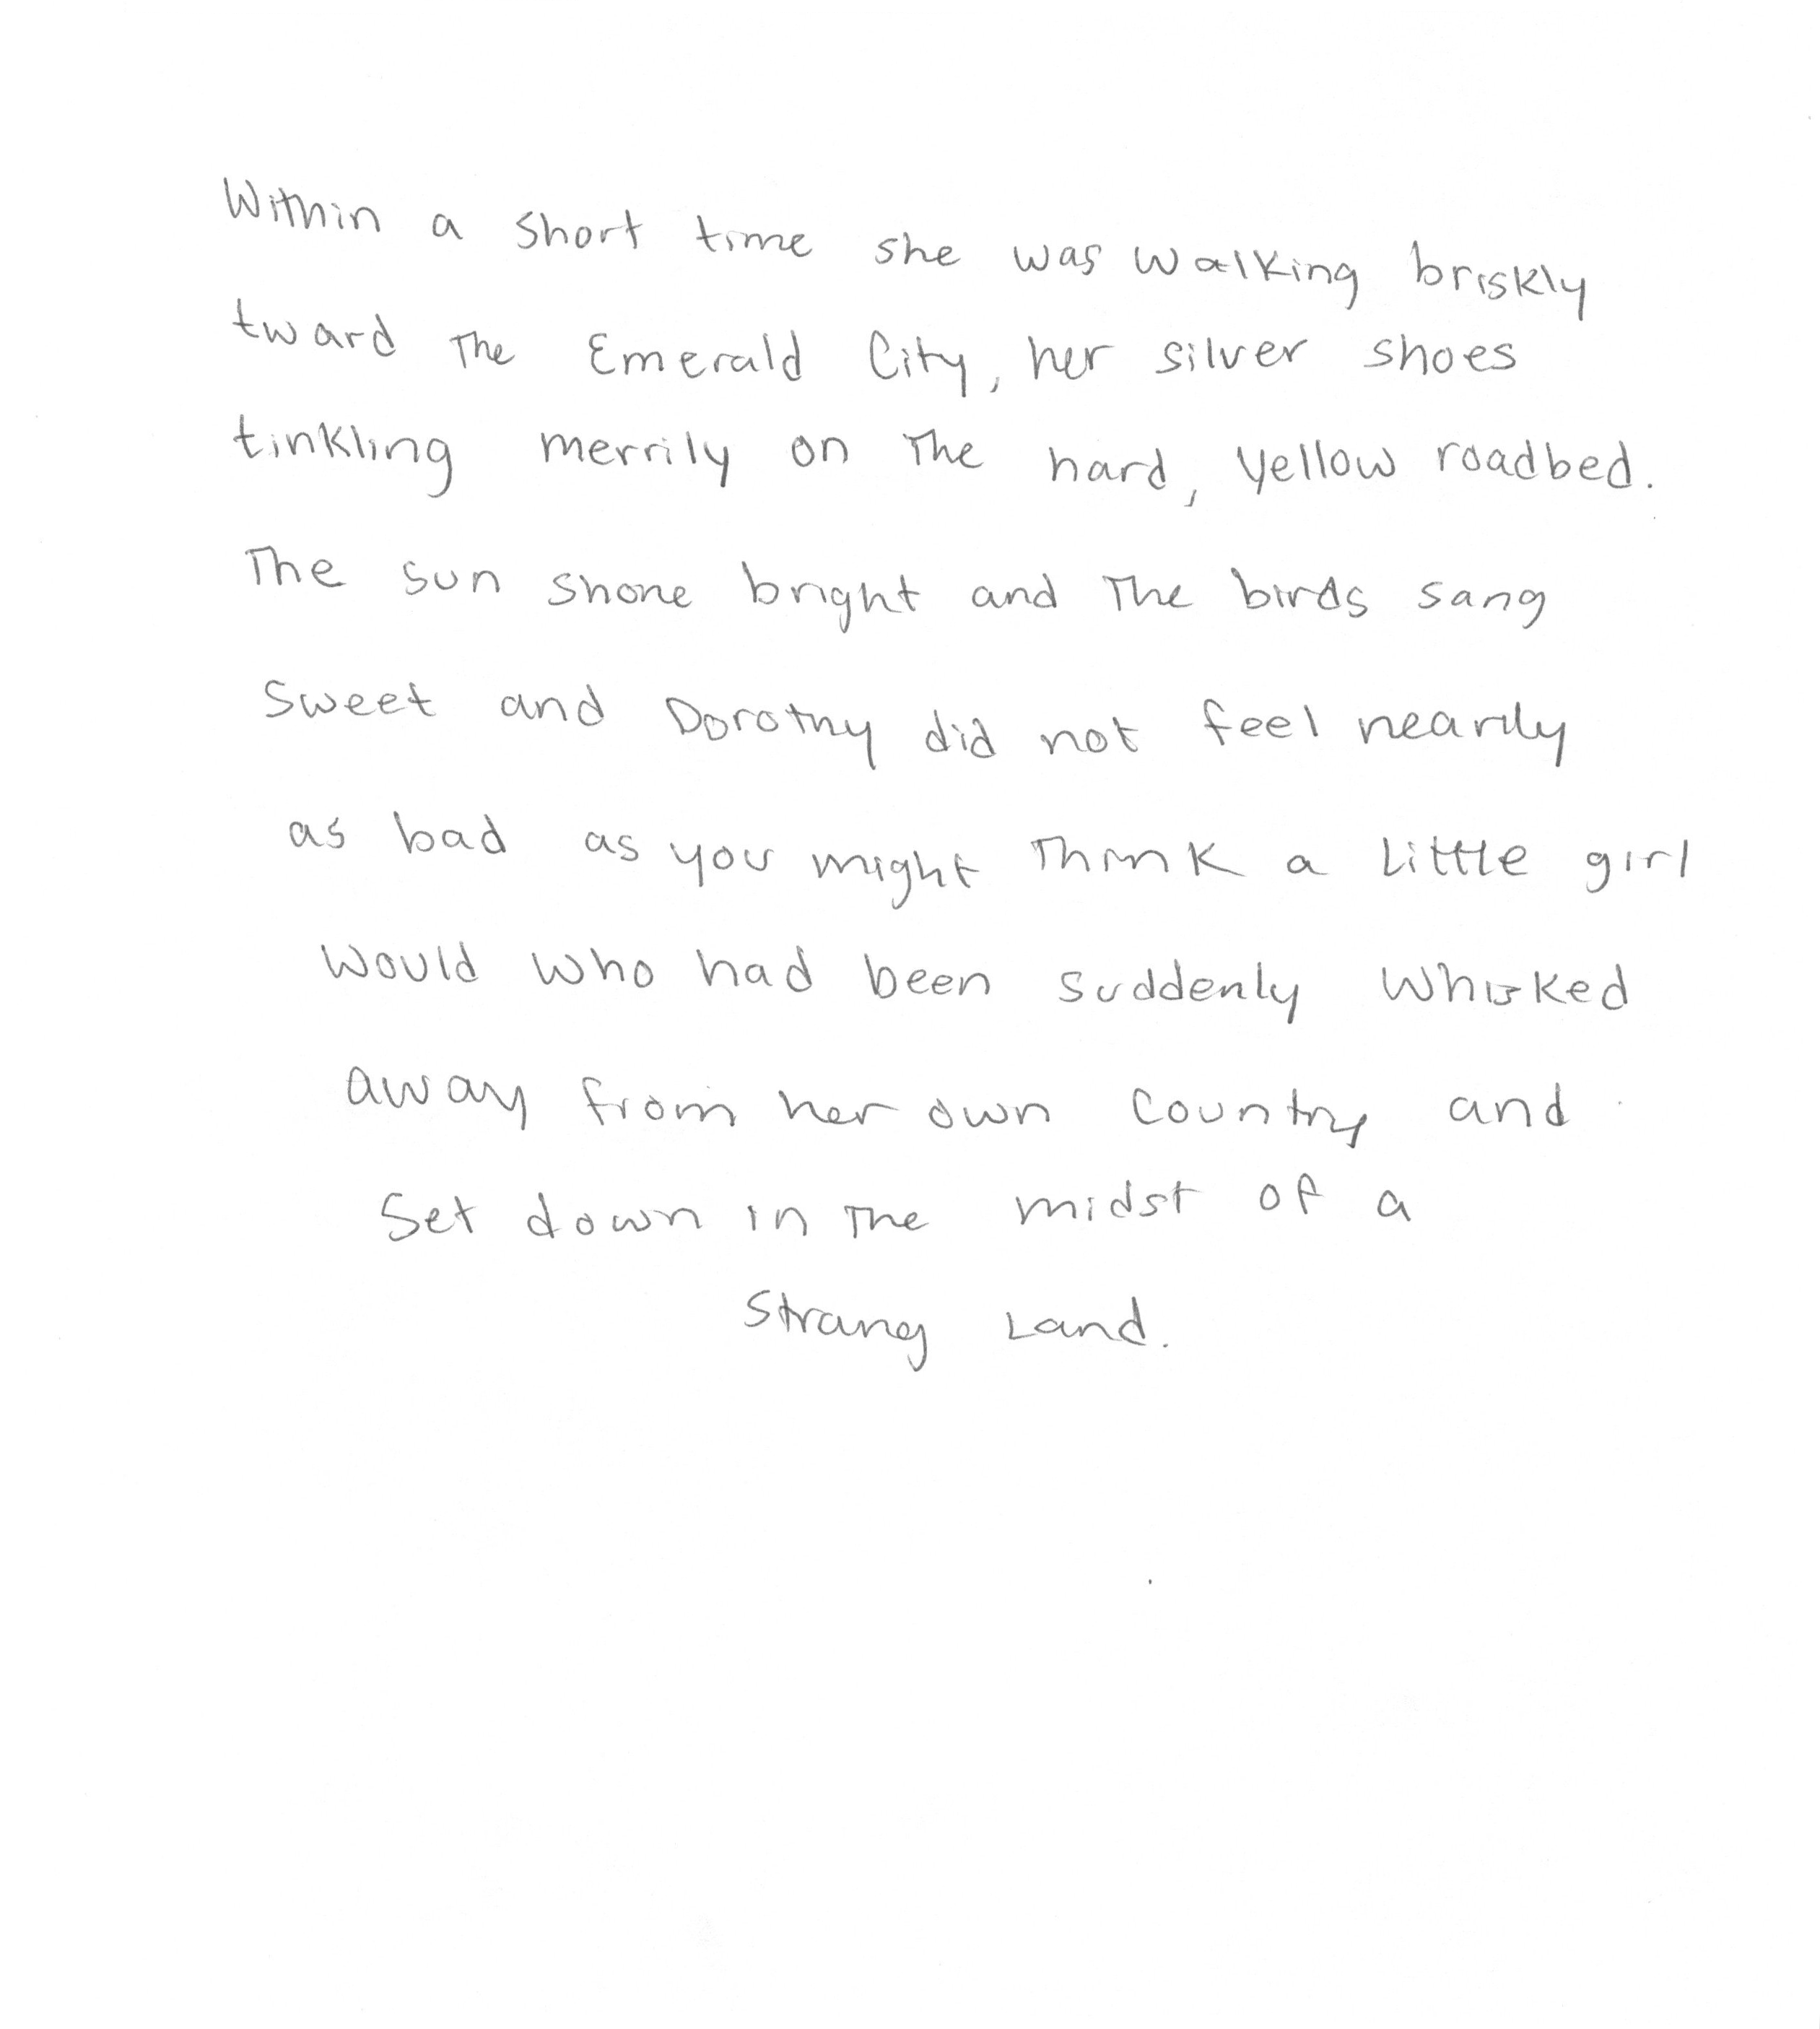 Within a short time she was walking briskly
tward The Emerald City, her silver shoes
tinkling merrily on The hard, yellow roadbed.
The sun shone bright and The birds sang
sweet and Dorothy did not feel nearly
as bad as you might Think a Little girl
would who had been suddenly whisked
away from her own country and
Set down in The midst of a
Strang Land.